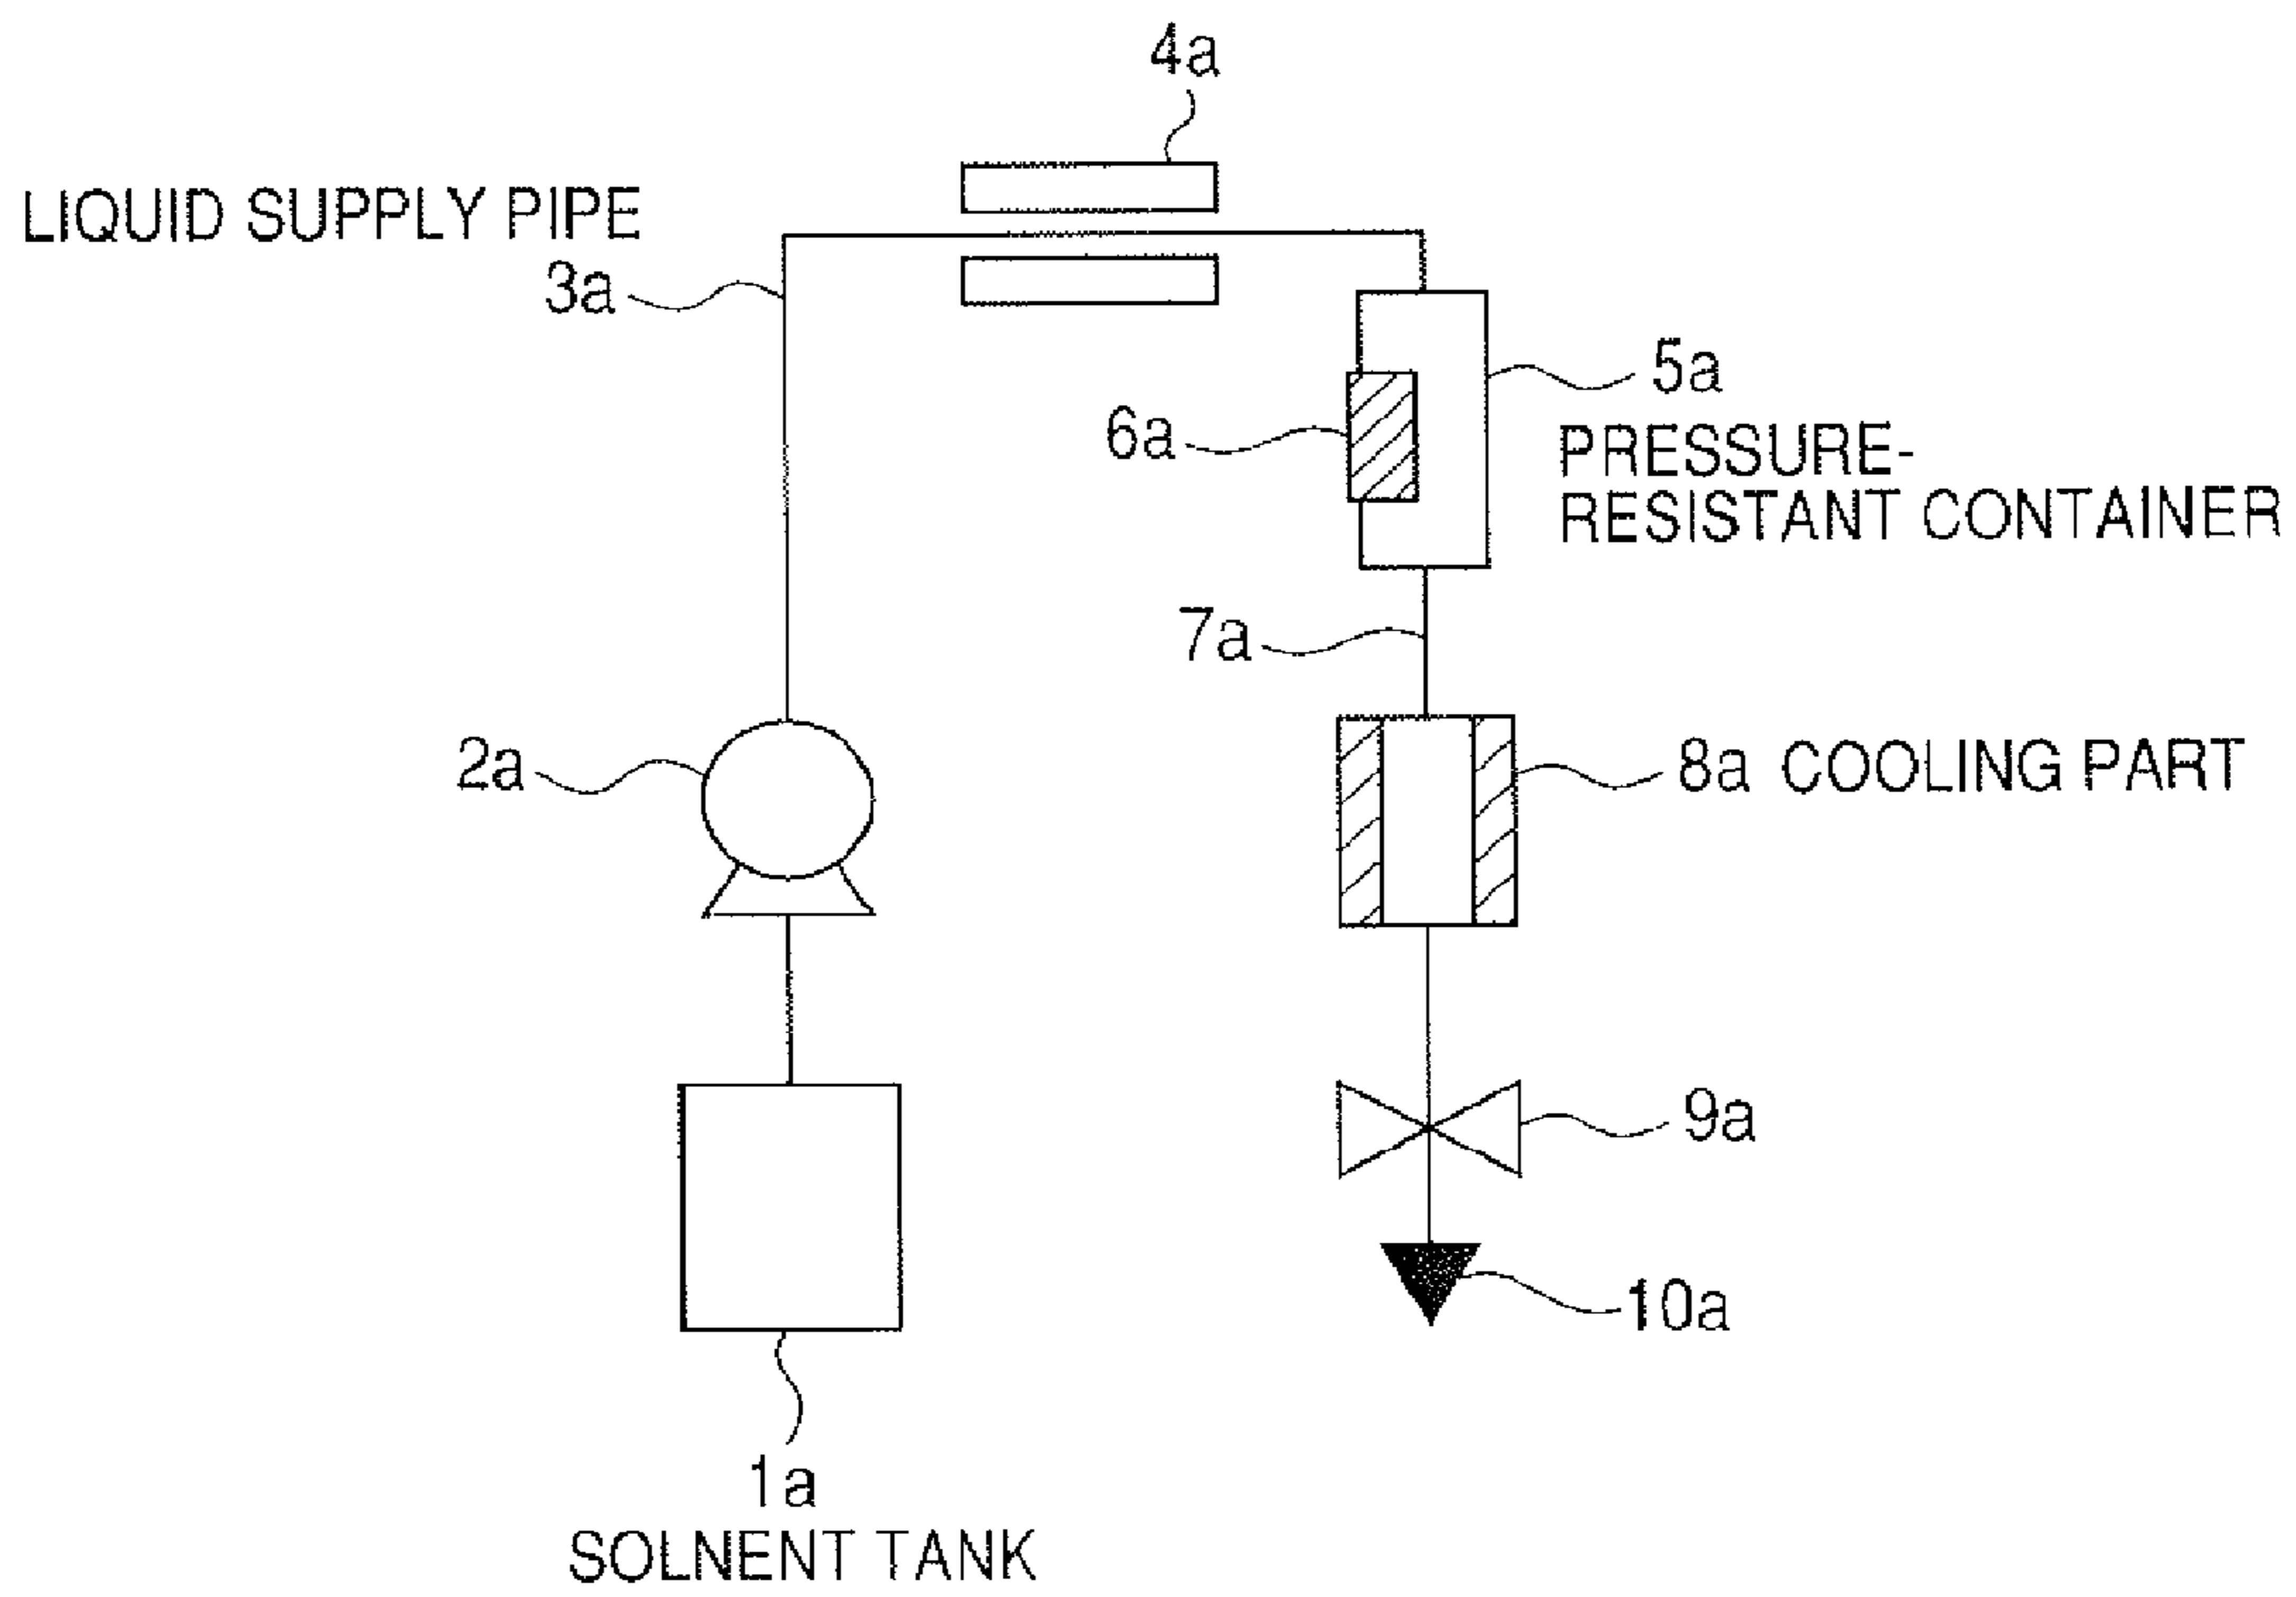 4a
LIQUID SUPPLY PIPE
3a
5a
PRESSURE-
RESISTANT CONTAINER
6a
7a
2a
8a COOLING PART
9a
10a
1a
SOLNENT TANK